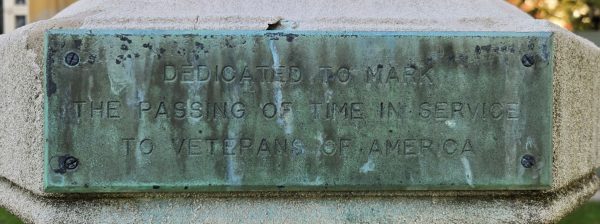 DEDICATED TO MARK
THE PASSING OF TIME IN SERVICE
TO VETERANS OF AMERICA